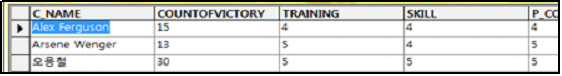 C_NAME COUNTOFVICTORY TRAINING SKILL P_CO
Alex Ferguson 15 4 4 4
Arsene Wenger 13 5 4 5
오용철 30 5 5 5